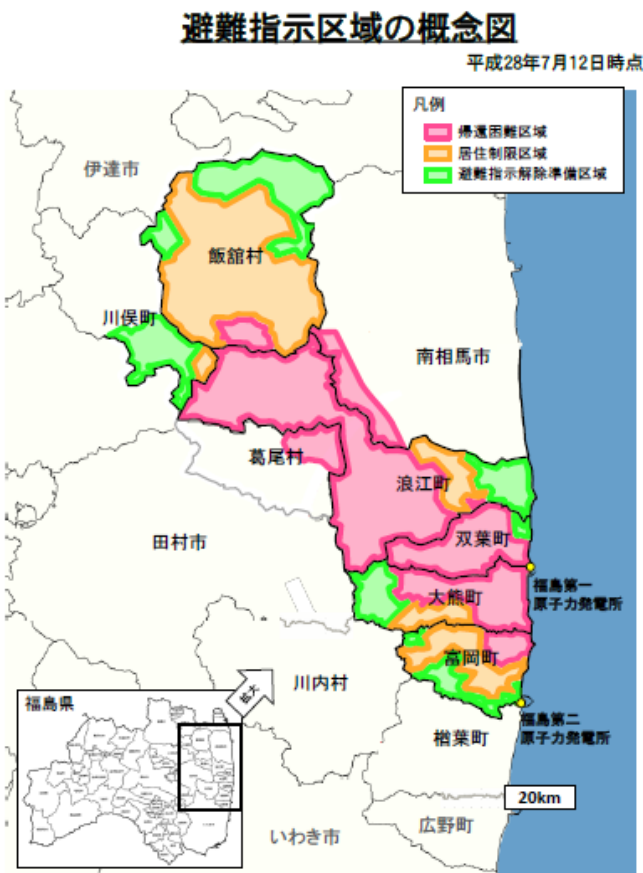 避難指示区域の概念図
平成28年7月12日時点
凡例
帰還困難区域
居住制限区域
避難指示解除準備区域
伊達市
飯舘村
川俣町
南相馬市
葛尾村
浪江町
田村市
双葉町
福島第一
原子力発電所
大熊町
富岡町
川内村
拡大
福島県
福島第二
原子力発電所
楢葉町
20km
広野町
いわき市